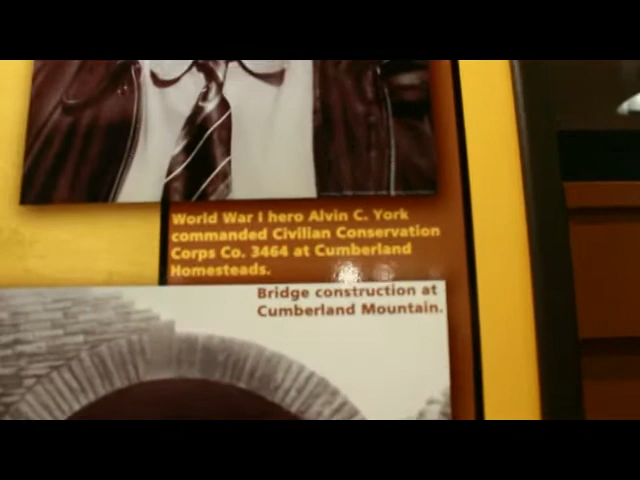 World War I hero Alvin C. York
commanded Civilian Conservation
Corps Co. 3464 at Cumberland
Homesteads.
Bridge construction at
Cumberland Mountain.